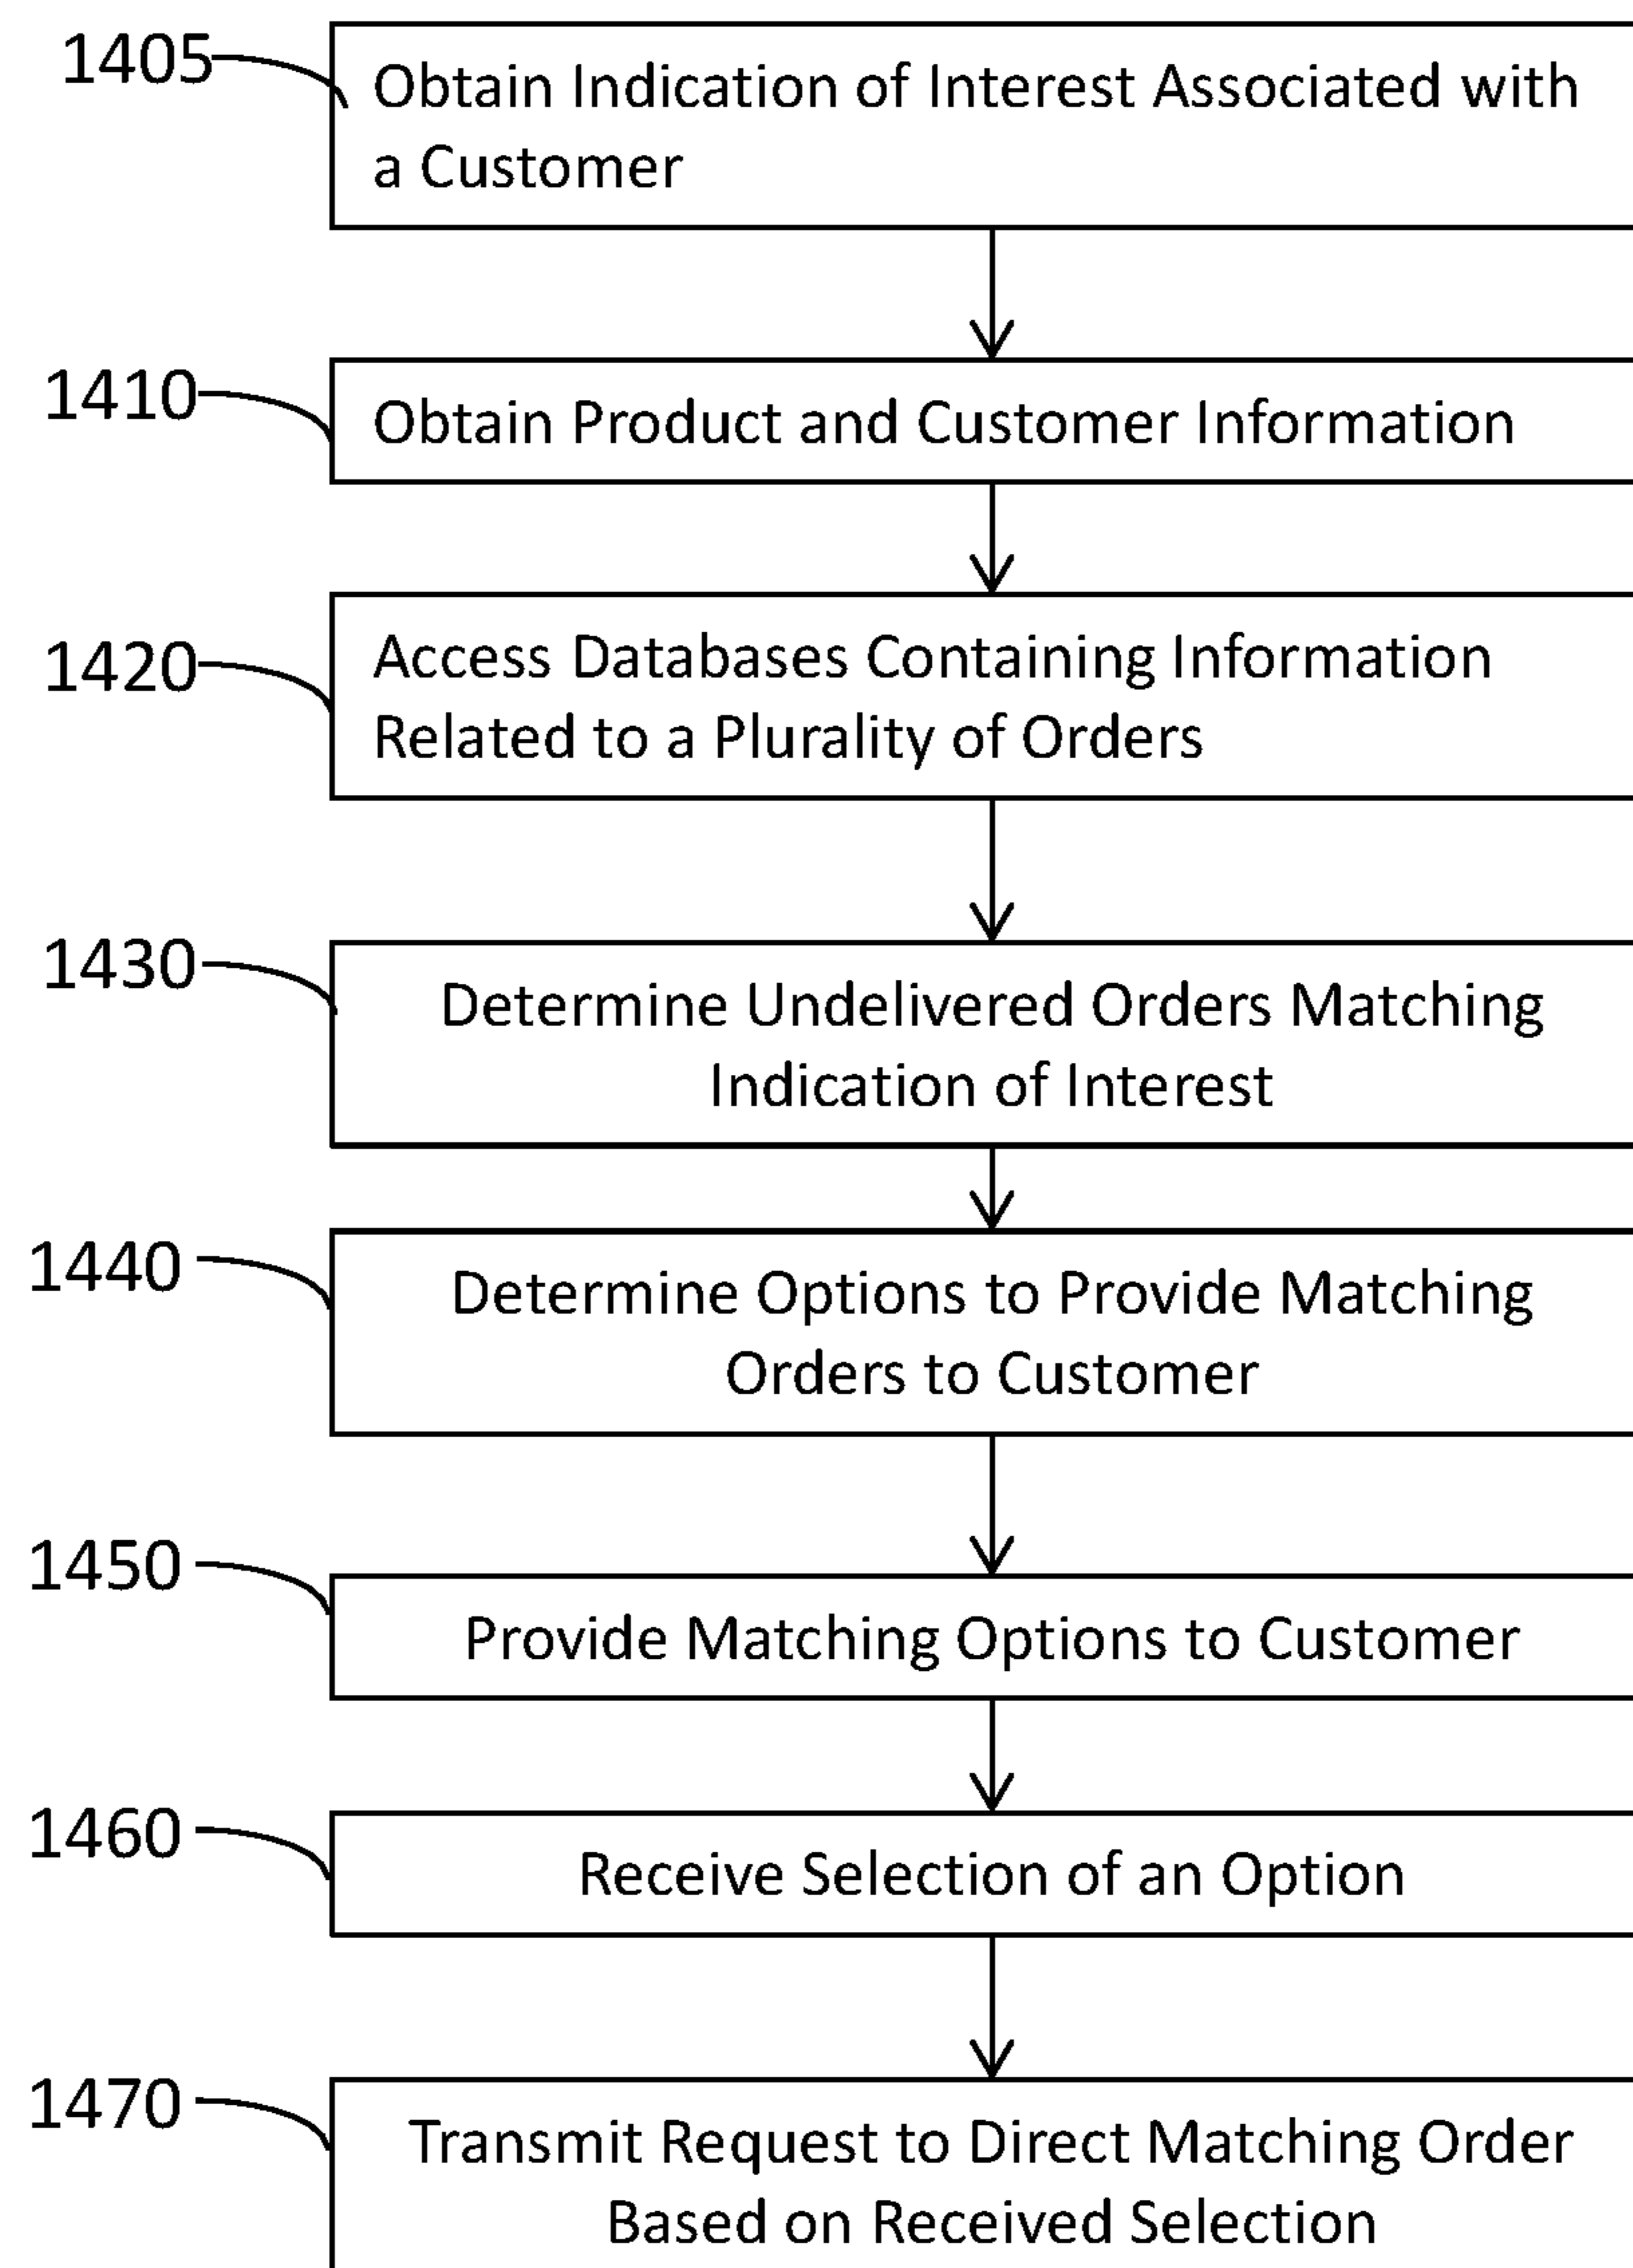 1405
Obtain Indication of Interest Associated with
a Customer
1410
Obtain Product and Customer Information
1420
Access Databases Containing Information
Related to a Plurality of Orders
1430
Determine Undelivered Orders Matching
Indication of Interest
1440
Determine Options to Provide Matching
Orders to Customer
1450
Provide Matching Options to Customer
1460
Receive Selection of an Option
1470
Transmit Request to Direct Matching Order
Based on Received Selection